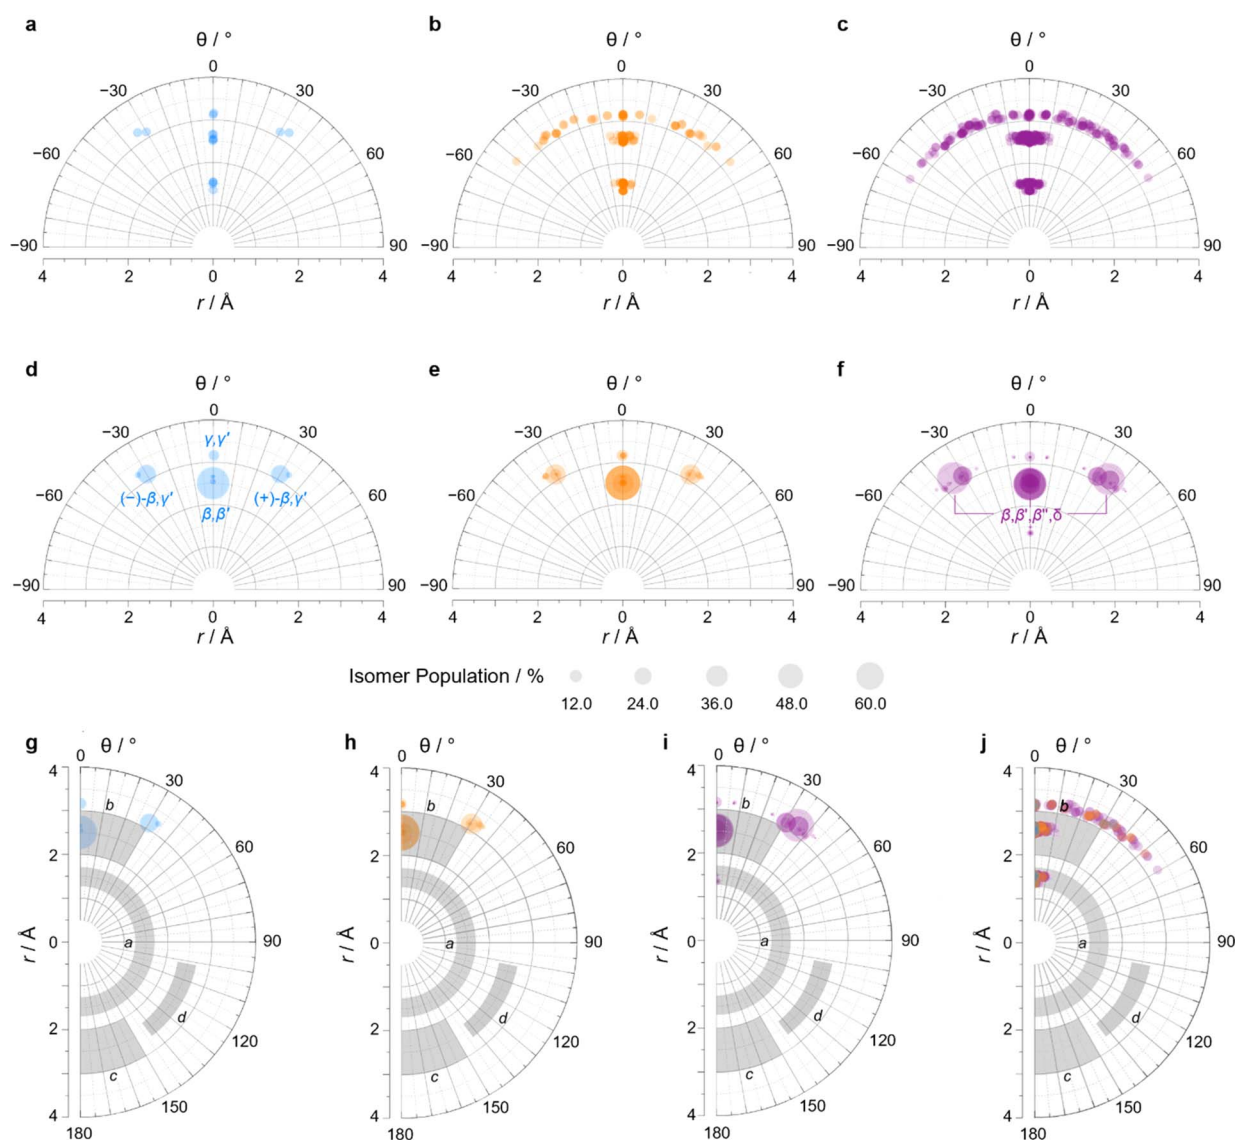 a b c
θ / ° θ / ° θ / °
0 0 0
−30 30 −30 30 −30 30
−60 60 −60 60 −60 60
−90 90 −90 90 −90 90
4 2 0 2 4 4 2 0 2 4 4 2 0 2 4
r / Å r / Å r / Å
d e f
θ / ° θ / ° θ / °
0 0 0
−30 γ,γ′ 30 −30 30 −30 30
−60 (−)-β,γ′ β,β′ (+)-β,γ′ 60 −60 60 −60 β,β′,β″,δ 60
−90 90 −90 90 −90 90
4 2 0 2 4 4 2 0 2 4 4 2 0 2 4
r / Å r / Å r / Å
Isomer Population / %
12.0 24.0 36.0 48.0 60.0
g h i j
0 θ / ° 0 θ / ° 0 θ / ° 0 θ / °
4 30 4 30 4 30 4 30
b b b b
2 60 2 60 2 60 2 60
r / Å 0 a 90 r / Å 0 a 90 r / Å 0 a 90 r / Å 0 a 90
2 d 120 2 d 120 2 d 120 2 d 120
c c c c
4 150 4 150 4 150 4 150
180 180 180 180